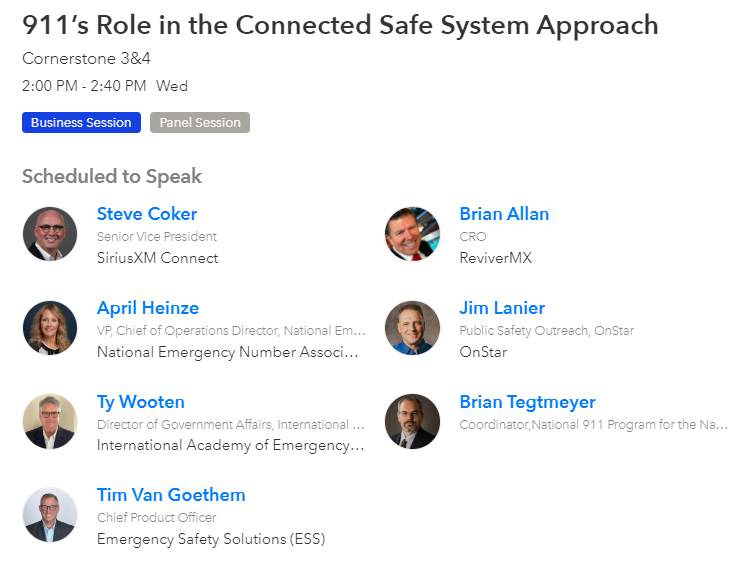 911’s Role in the Connected Safe System Approach
Cornerstone 3&4
2:00 PM - 2:40 PM Wed
Business Session
Panel Session
Scheduled to Speak
Steve Coker
Senior Vice President
SiriusXM Connect
Brian Allan
CRO
ReviverMX
April Heinze
VP, Chief of Operations Director, National Em...
National Emergency Number Associ...
Jim Lanier
Public Safety Outreach, OnStar
OnStar
Ty Wooten
Director of Government Affairs, International ...
International Academy of Emergency...
Brian Tegtmeyer
Coordinator,National 911 Program for the Na...
Tim Van Goethem
Chief Product Officer
Emergency Safety Solutions (ESS)